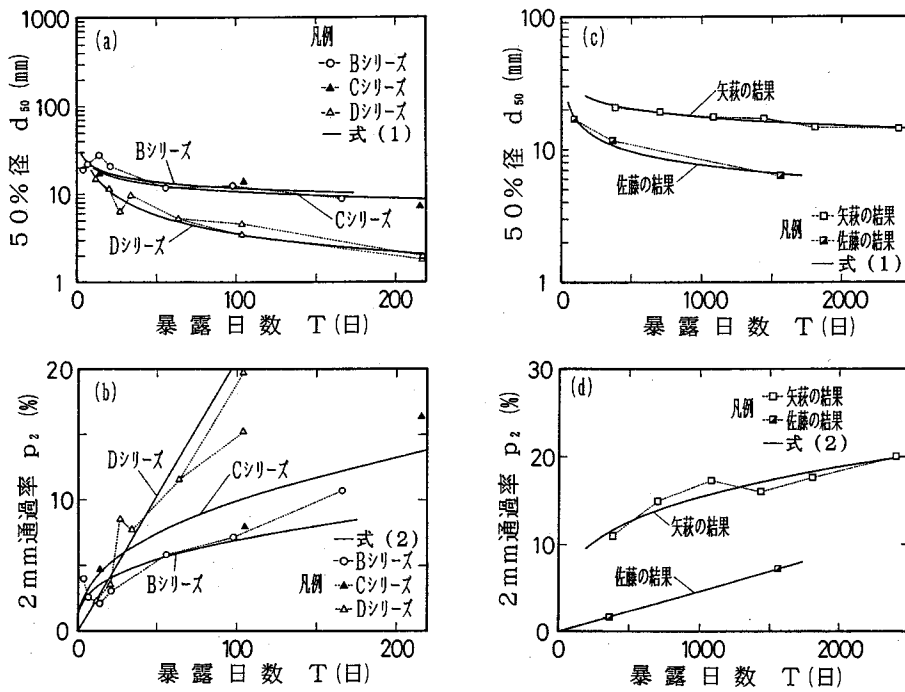 (a)
凡例
Bシリーズ
Cシリーズ
Dシリーズ
式 (1)
Bシリーズ
Cシリーズ
Dシリーズ
1000
100
10
1
50%径 d50 (mm)
0
100
200
暴露日数 T(日)
(c)
矢萩の結果
佐藤の結果
凡例
矢萩の結果
佐藤の結果
式 (1)
100
10
1
50%径 d50 (mm)
0
1000
2000
暴露日数 T(日)
(b)
Dシリーズ
Cシリーズ
Bシリーズ
式 (2)
Bシリーズ
凡例
Cシリーズ
Dシリーズ
20
10
0
2mm通過率 p2 (%)
0
100
200
暴露日数 T(日)
(d)
凡例
矢萩の結果
佐藤の結果
式 (2)
矢萩の結果
佐藤の結果
30
20
10
0
2mm通過率 p2 (%)
0
1000
2000
暴露日数 T(日)